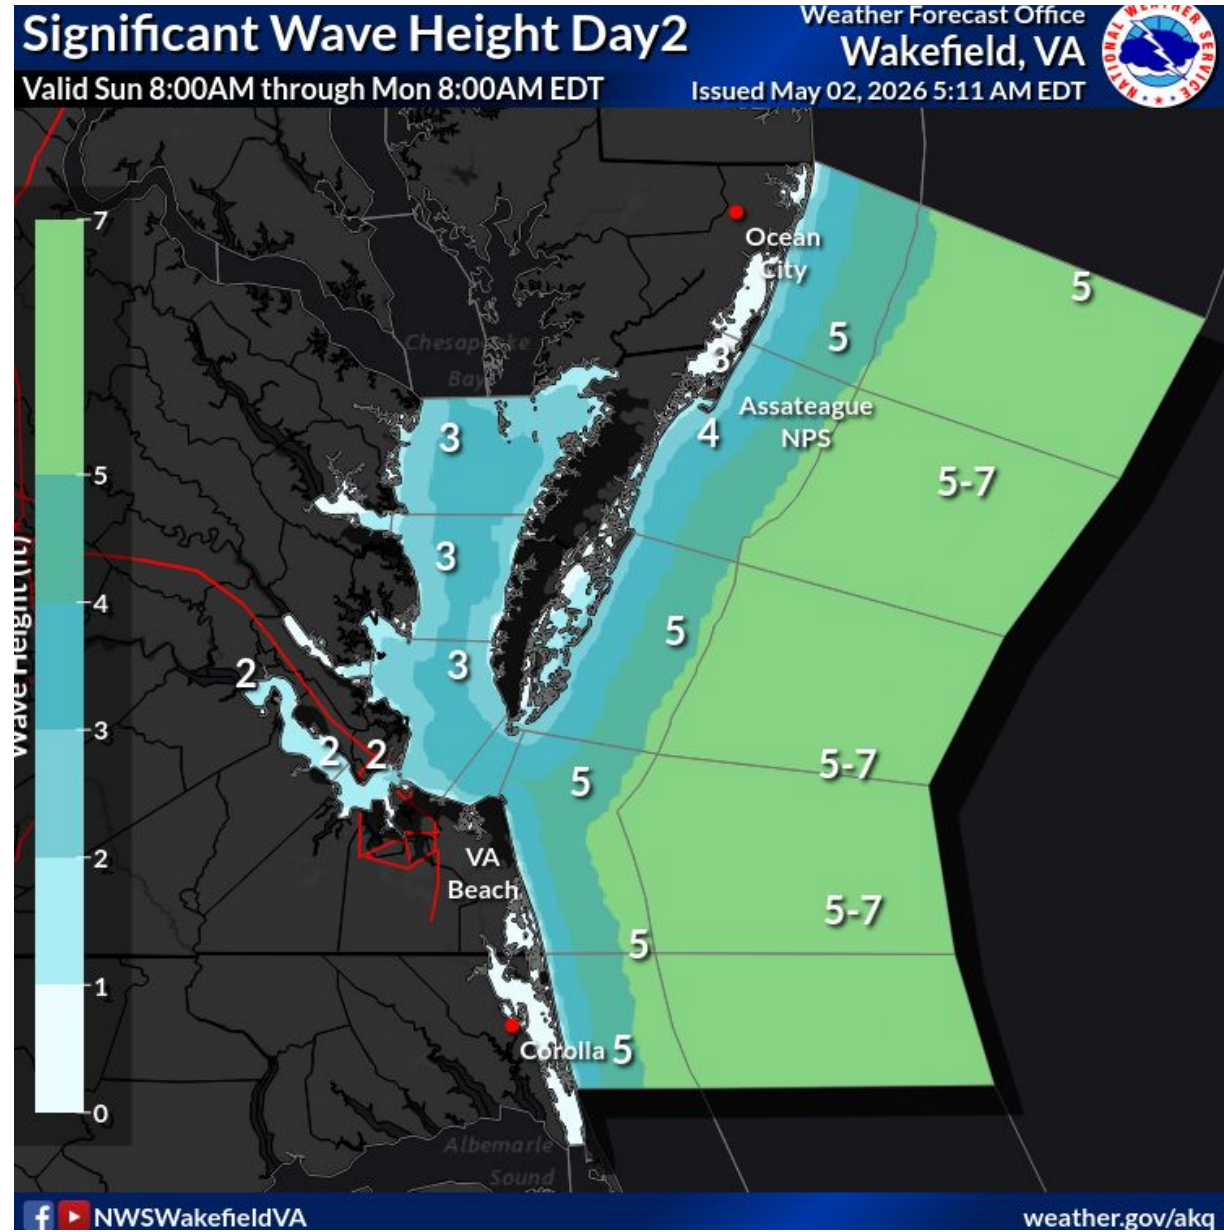 Significant Wave Height Day2
Valid Sun 8:00AM through Mon 8:00AM EDT
Weather Forecast Office
Wakefield, VA
Issued May 02, 2026 5:11 AM EDT
NATIONAL WEATHER SERVICE
7
5
4
3
2
1
0
Wave Height (ft)
Ocean
City
5
5
Chesapeake
Bay
3
3
Assateague
NPS
4
5-7
3
5
3
2
2
2
5
5-7
VA
Beach
5-7
5
Corolla
5
Albemarle
Sound
NWSWakefieldVA
weather.gov/akq